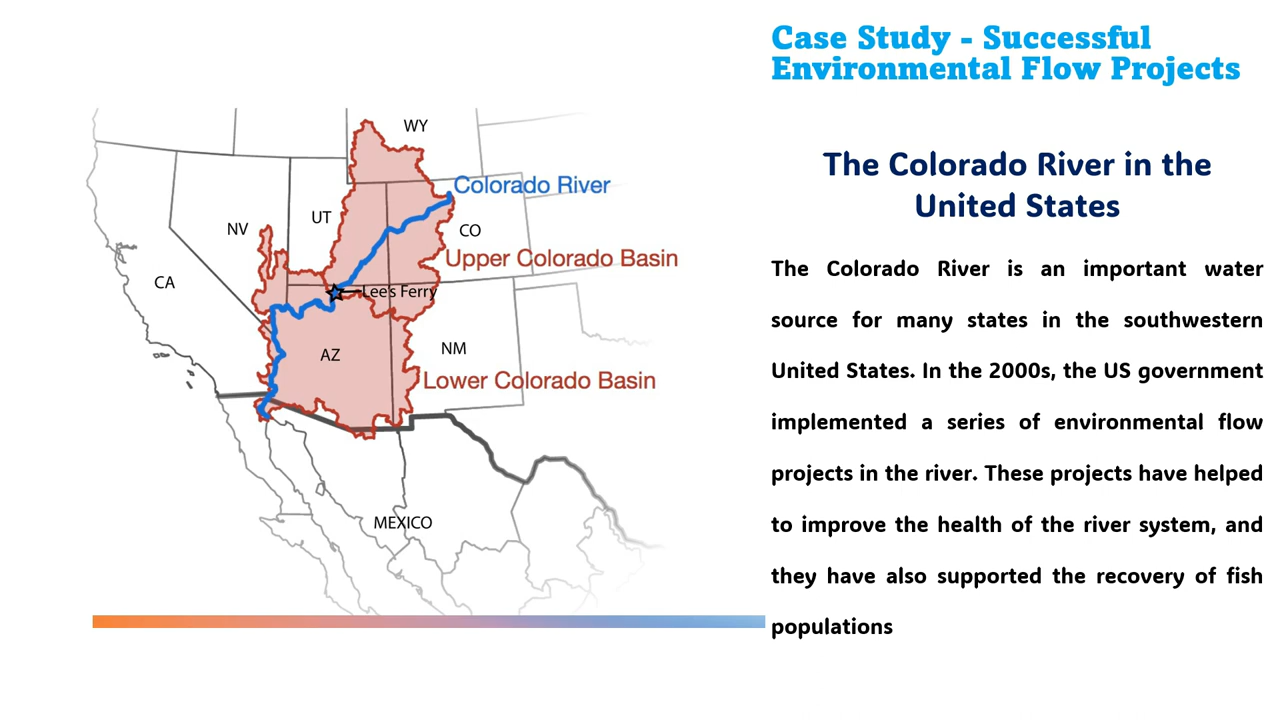 Case Study - Successful
Environmental Flow Projects
The Colorado River in the
United States
The Colorado River is an important water
source for many states in the southwestern
United States. In the 2000s, the US government
implemented a series of environmental flow
projects in the river. These projects have helped
to improve the health of the river system, and
they have also supported the recovery of fish
populations
WY
Colorado River
UT
NV
CO
Upper Colorado Basin
CA
Lee's Ferry
AZ
NM
Lower Colorado Basin
MEXICO